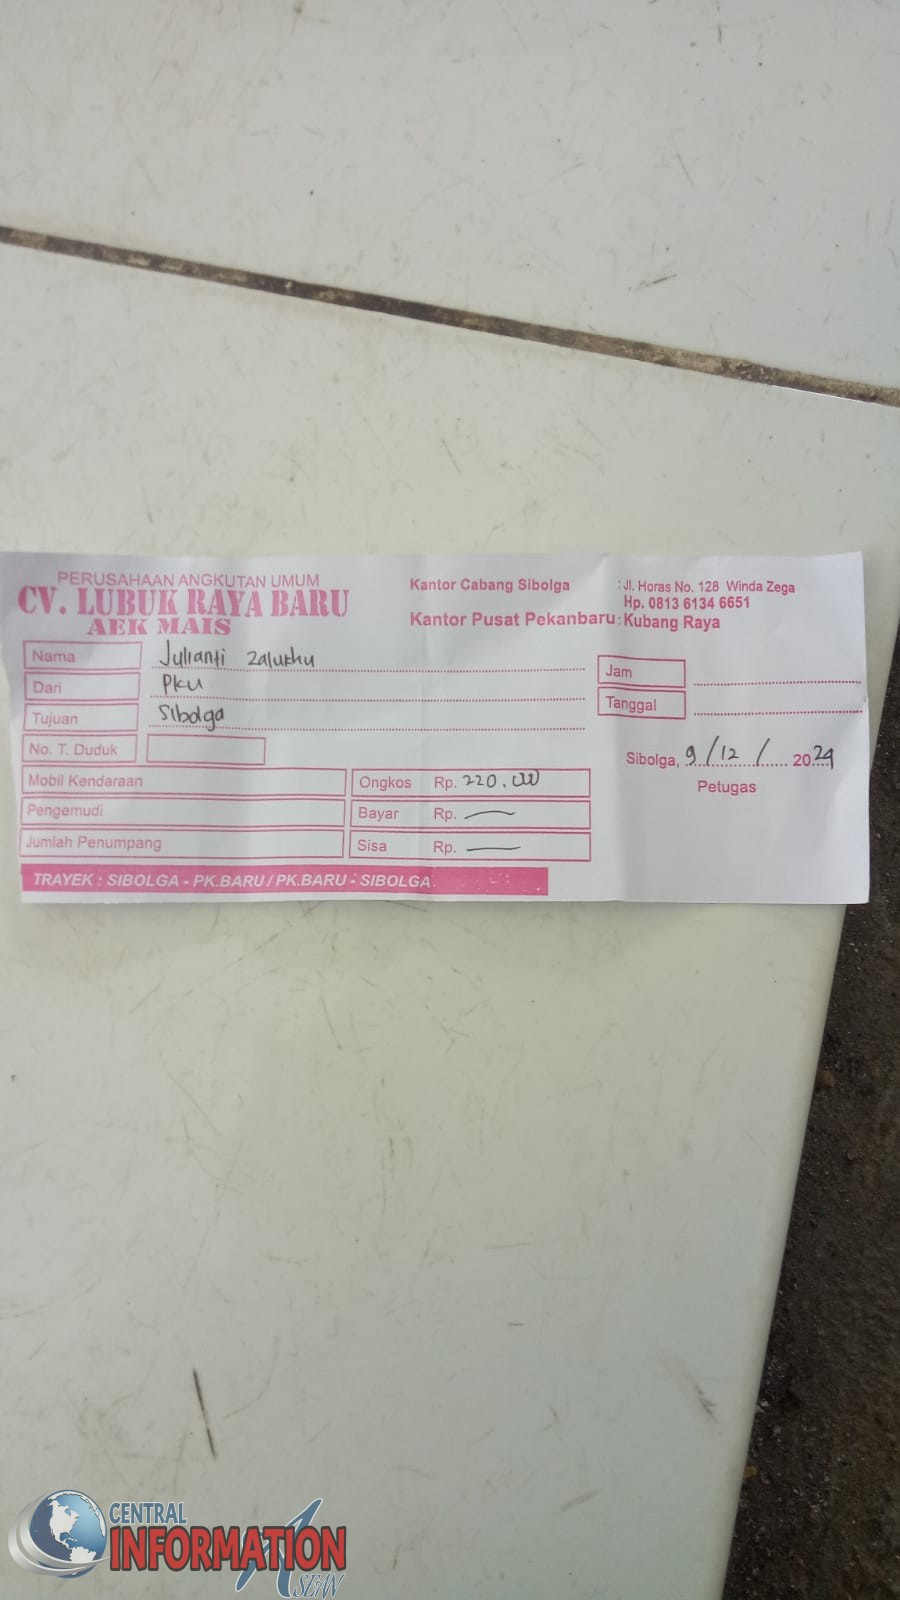 PERUSAHAAN ANGKUTAN UMUM
CV. LUBUK RAYA BARU
AEK MAIS
Kantor Cabang Sibolga : Jl. Horas No. 128 Winda Zega
Hp. 0813 6134 6651
Kantor Pusat Pekanbaru : Kubang Raya
Nama Julianti Zalukhu
Dari PKU
Tujuan Sibolga
No. T. Duduk
Jam
Tanggal
Sibolga, 9/12/ 2024
Petugas
Mobil Kendaraan
Pengemudi
Jumlah Penumpang
Ongkos Rp. 220.000
Bayar Rp. —
Sisa Rp. —
TRAYEK : SIBOLGA - PK.BARU / PK.BARU - SIBOLGA
CENTRAL
INFORMATION
ASEAN